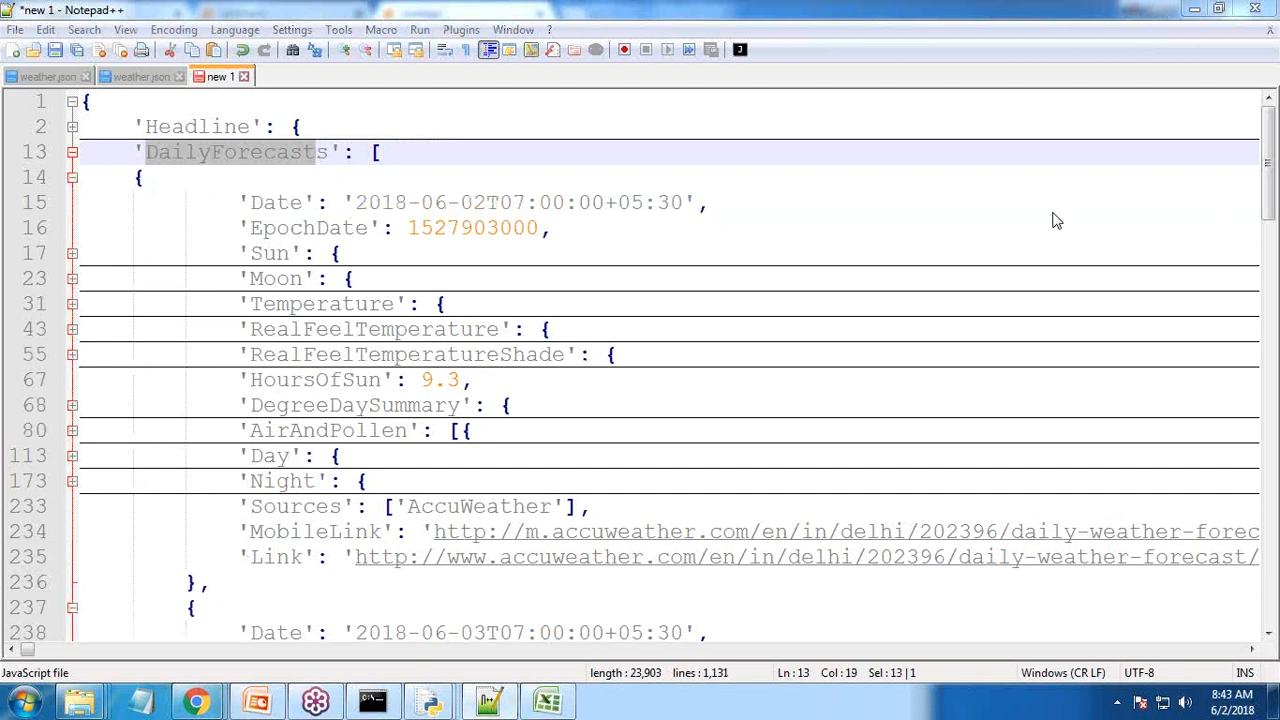 *new 1 - Notepad++
File Edit Search View Encoding Language Settings Tools Macro Run Plugins Window ?
weather.json weather.json new 1
1 {
2 'Headline': {
13 'DailyForecasts': [
14 {
15 'Date': '2018-06-02T07:00:00+05:30',
16 'EpochDate': 1527903000,
17 'Sun': {
23 'Moon': {
31 'Temperature': {
43 'RealFeelTemperature': {
55 'RealFeelTemperatureShade': {
67 'HoursOfSun': 9.3,
68 'DegreeDaySummary': {
80 'AirAndPollen': [{
113 'Day': {
173 'Night': {
233 'Sources': ['AccuWeather'],
234 'MobileLink': 'http://m.accuweather.com/en/in/delhi/202396/daily-weather-forec
235 'Link': 'http://www.accuweather.com/en/in/delhi/202396/daily-weather-forecast/
236 },
237 {
238 'Date': '2018-06-03T07:00:00+05:30',
JavaScript file length : 23,903 lines : 1,131 Ln : 13 Col : 19 Sel : 13 | 1 Windows (CR LF) UTF-8 INS
8:43 AM
6/2/2018